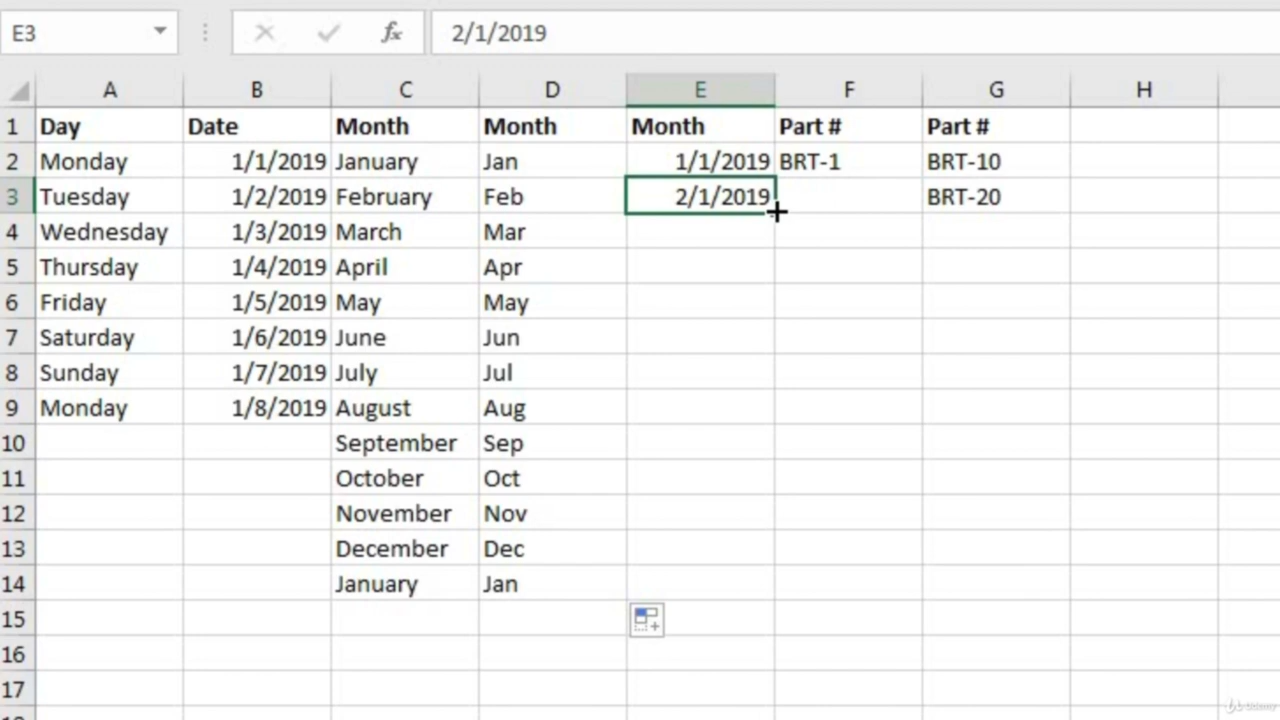 E3 fx 2/1/2019
A B C D E F G H
1 Day Date Month Month Month Part # Part #
2 Monday 1/1/2019 January Jan 1/1/2019 BRT-1 BRT-10
3 Tuesday 1/2/2019 February Feb 2/1/2019 BRT-20
4 Wednesday 1/3/2019 March Mar
5 Thursday 1/4/2019 April Apr
6 Friday 1/5/2019 May May
7 Saturday 1/6/2019 June Jun
8 Sunday 1/7/2019 July Jul
9 Monday 1/8/2019 August Aug
10 September Sep
11 October Oct
12 November Nov
13 December Dec
14 January Jan
15
16
17
Udemy